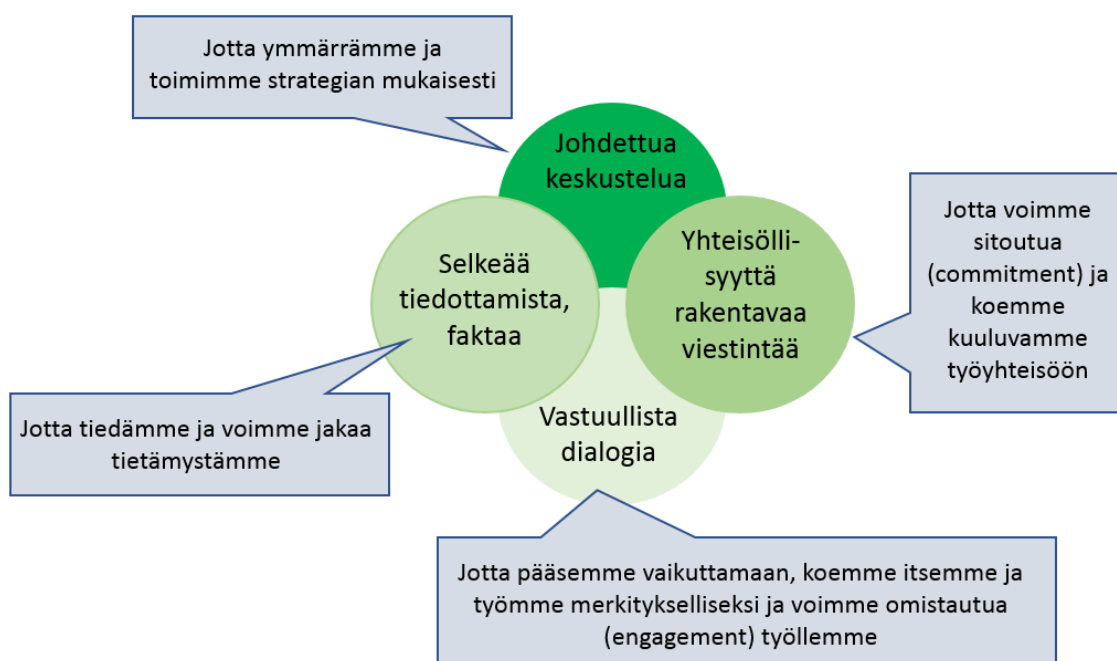 Jotta ymmärrämme ja
toimimme strategian mukaisesti
Johdettua
keskustelua
Selkeää
tiedottamista,
faktaa
Yhteisölli-
syyttä
rakentavaa
viestintää
Jotta voimme
sitoutua
(commitment) ja
koemme
kuuluvamme
työyhteisöön
Jotta tiedämme ja voimme jakaa
tietämystämme
Vastuullista
dialogia
Jotta pääsemme vaikuttamaan, koemme itsemme ja
työmme merkitykselliseksi ja voimme omistautua
(engagement) työllemme